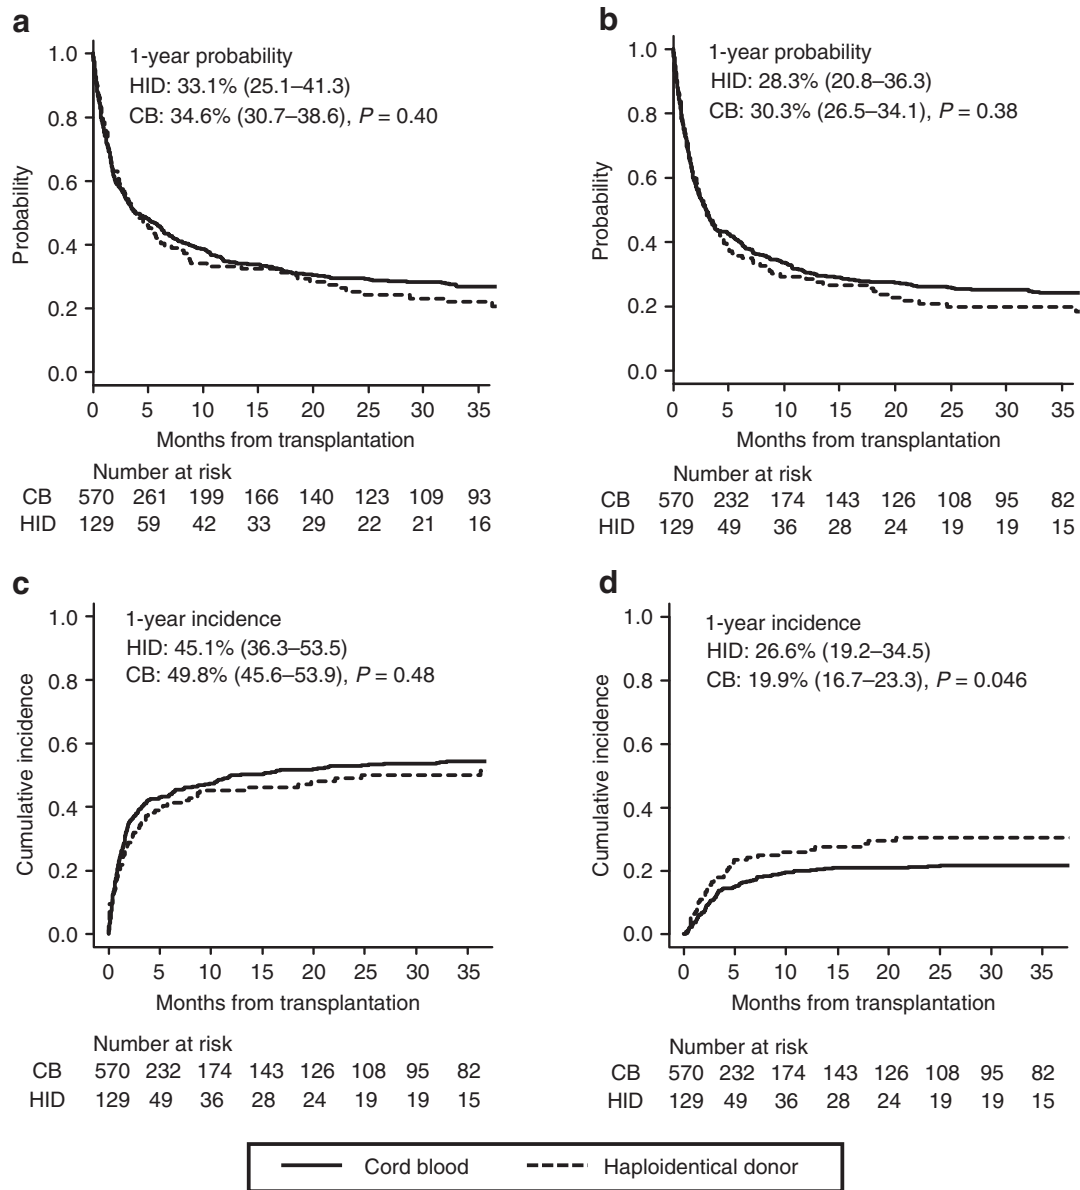 a
1-year probability
HID: 33.1% (25.1–41.3)
CB: 34.6% (30.7–38.6), P = 0.40
Probability
1.0
0.8
0.6
0.4
0.2
0.0
0 5 10 15 20 25 30 35
Months from transplantation
Number at risk
CB 570 261 199 166 140 123 109 93
HID 129 59 42 33 29 22 21 16
b
1-year probability
HID: 28.3% (20.8–36.3)
CB: 30.3% (26.5–34.1), P = 0.38
Probability
1.0
0.8
0.6
0.4
0.2
0.0
0 5 10 15 20 25 30 35
Months from transplantation
Number at risk
CB 570 232 174 143 126 108 95 82
HID 129 49 36 28 24 19 19 15
c
1-year incidence
HID: 45.1% (36.3–53.5)
CB: 49.8% (45.6–53.9), P = 0.48
Cumulative incidence
1.0
0.8
0.6
0.4
0.2
0.0
0 5 10 15 20 25 30 35
Months from transplantation
Number at risk
CB 570 232 174 143 126 108 95 82
HID 129 49 36 28 24 19 19 15
d
1-year incidence
HID: 26.6% (19.2–34.5)
CB: 19.9% (16.7–23.3), P = 0.046
Cumulative incidence
1.0
0.8
0.6
0.4
0.2
0.0
0 5 10 15 20 25 30 35
Months from transplantation
Number at risk
CB 570 232 174 143 126 108 95 82
HID 129 49 36 28 24 19 19 15
Cord blood
Haploidentical donor